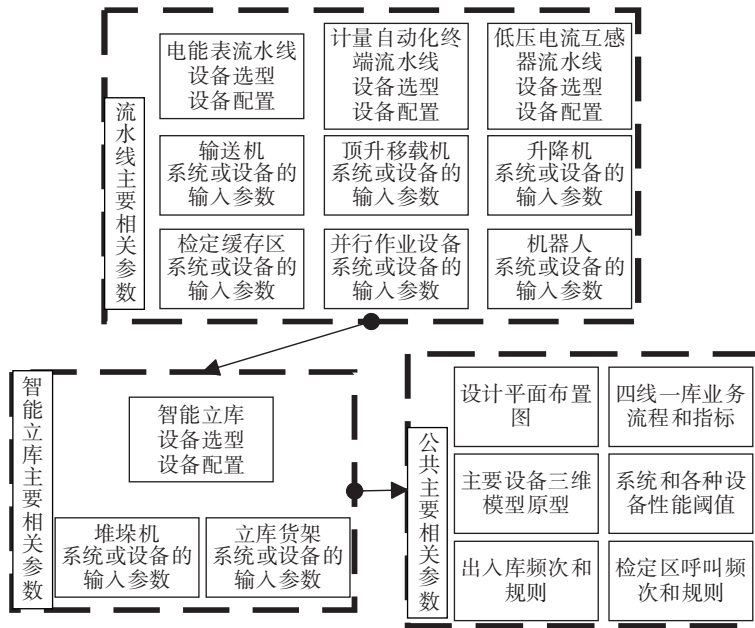 流水线主要相关参数
电能表流水线
设备选型
设备配置
计量自动化终
端流水线
设备选型
设备配置
低压电流互感
器流水线
设备选型
设备配置
输送机
系统或设备的
输入参数
顶升移载机
系统或设备的
输入参数
升降机
系统或设备的
输入参数
检定缓存区
系统或设备的
输入参数
并行作业设备
系统或设备的
输入参数
机器人
系统或设备的
输入参数
智能立库主要相关参数
智能立库
设备选型
设备配置
堆垛机
系统或设备的
输入参数
立库货架
系统或设备的
输入参数
公共主要相关参数
设计平面布置
图
四线一库业务
流程和指标
主要设备三维
模型原型
系统和各种设
备性能阈值
出入库频次和
规则
检定区呼叫频
次和规则